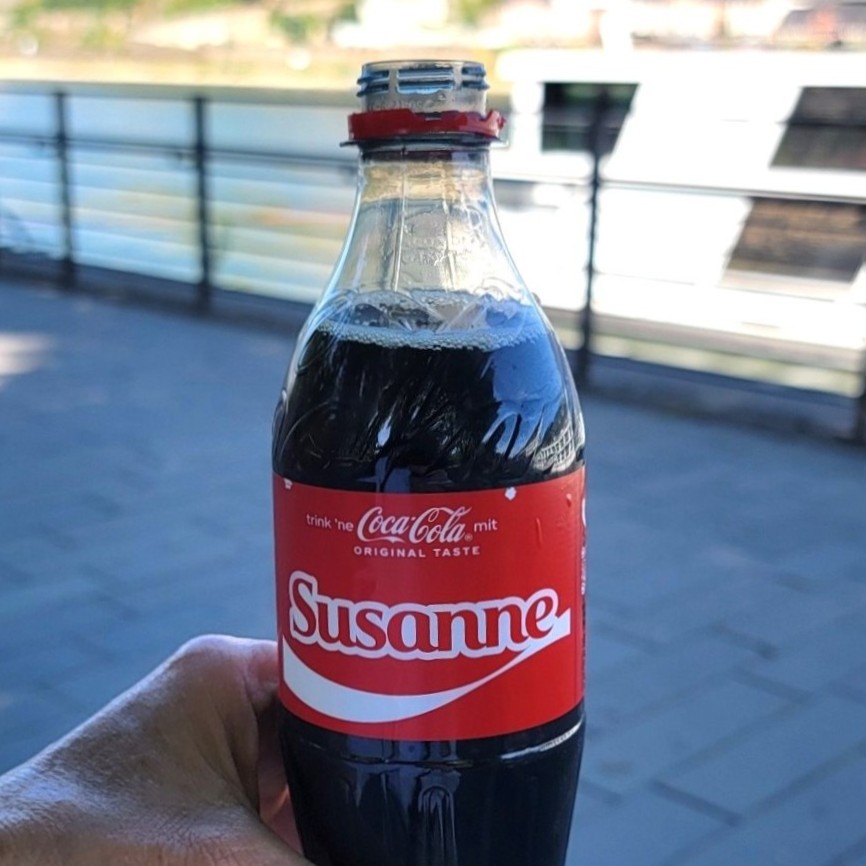 trink 'ne Coca-Cola® mit
ORIGINAL TASTE
Susanne